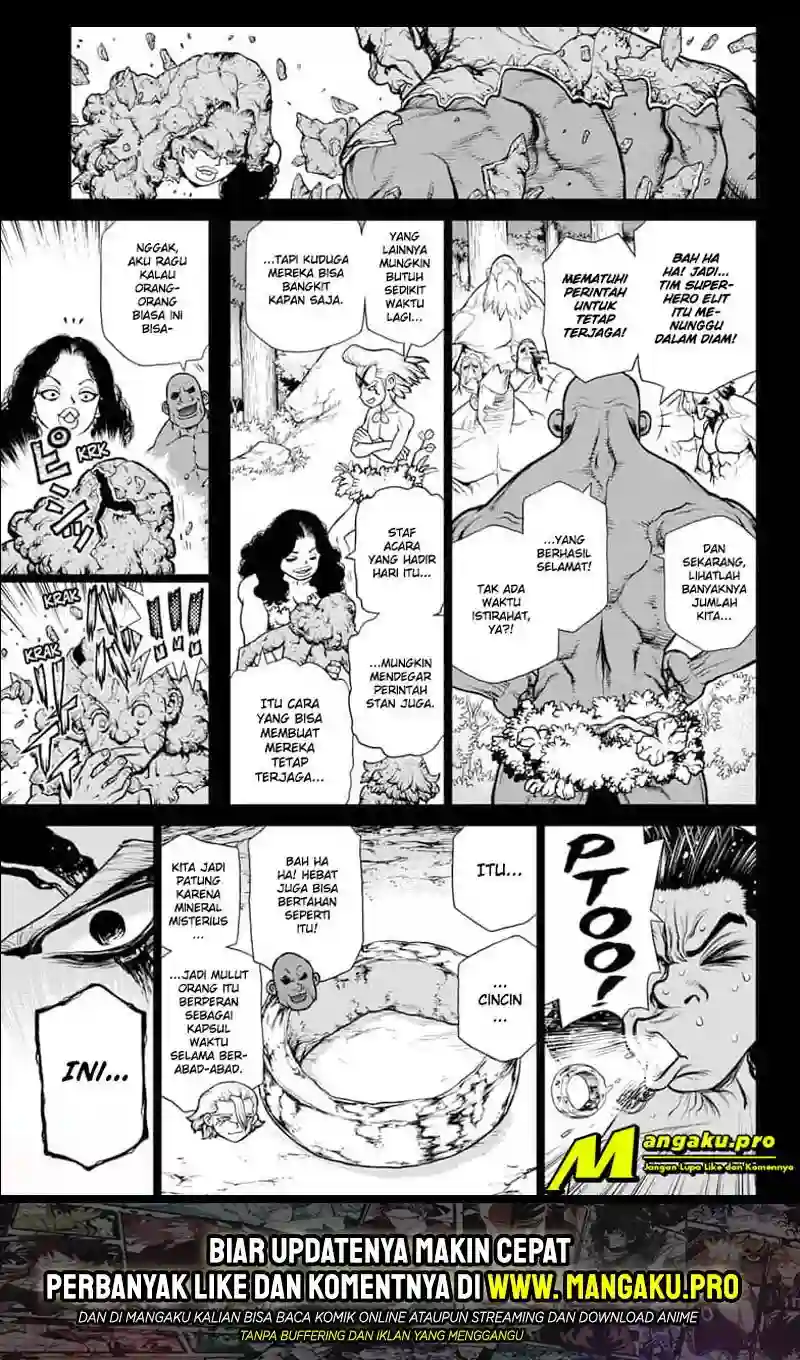 BAH HA
HA! JADI...
TIM SUPER-
HERO ELIT
ITU ME-
NUNGGU
DALAM DIAM!
MEMATUHI
PERINTAH
UNTUK
TETAP
TERJAGA!
DAN
SEKARANG,
LIHATLAH
BANYAKNYA
JUMLAH
KITA...
...YANG
BERHASIL
SELAMAT!
TAK ADA
WAKTU
ISTIRAHAT,
YA?!
YANG
LAINNYA
MUNGKIN
BUTUH
SEDIKIT
WAKTU
LAGI...
...TAPI KUDUGA
MEREKA BISA
BANGKIT
KAPAN SAJA.
STAF
ACARA
YANG HADIR
HARI ITU...
...MUNGKIN
MENDEGAR
PERINTAH
STAN JUGA.
ITU CARA
YANG BISA
MEMBUAT
MEREKA
TETAP
TERJAGA...
NGGAK,
AKU RAGU
KALAU
ORANG-
ORANG
BIASA INI
BISA-
ピシッ
KRK
KRAK
KRAK
PTOO!
ITU...
...
CINCIN
...
BAH HA
HA! HEBAT
JUGA BISA
BERTAHAN
SEPERTI
ITU!
KITA JADI
PATUNG
KARENA
MINERAL
MISTERIUS
...
...JADI MULUT
ORANG ITU
BERPERAN
SEBAGAI
KAPSUL
WAKTU
SELAMA BER-
ABAD-ABAD.
INI...
Mangaku.pro
Jangan Lupa Like dan Komennya
BIAR UPDATENYA MAKIN CEPAT
PERBANYAK LIKE DAN KOMENTNYA DI WWW. MANGAKU.PRO
DAN DI MANGAKU KALIAN BISA BACA KOMIK ONLINE ATAUPUN STREAMING DAN DOWNLOAD ANIME
TANPA BUFFERING DAN IKLAN YANG MENGGANGU